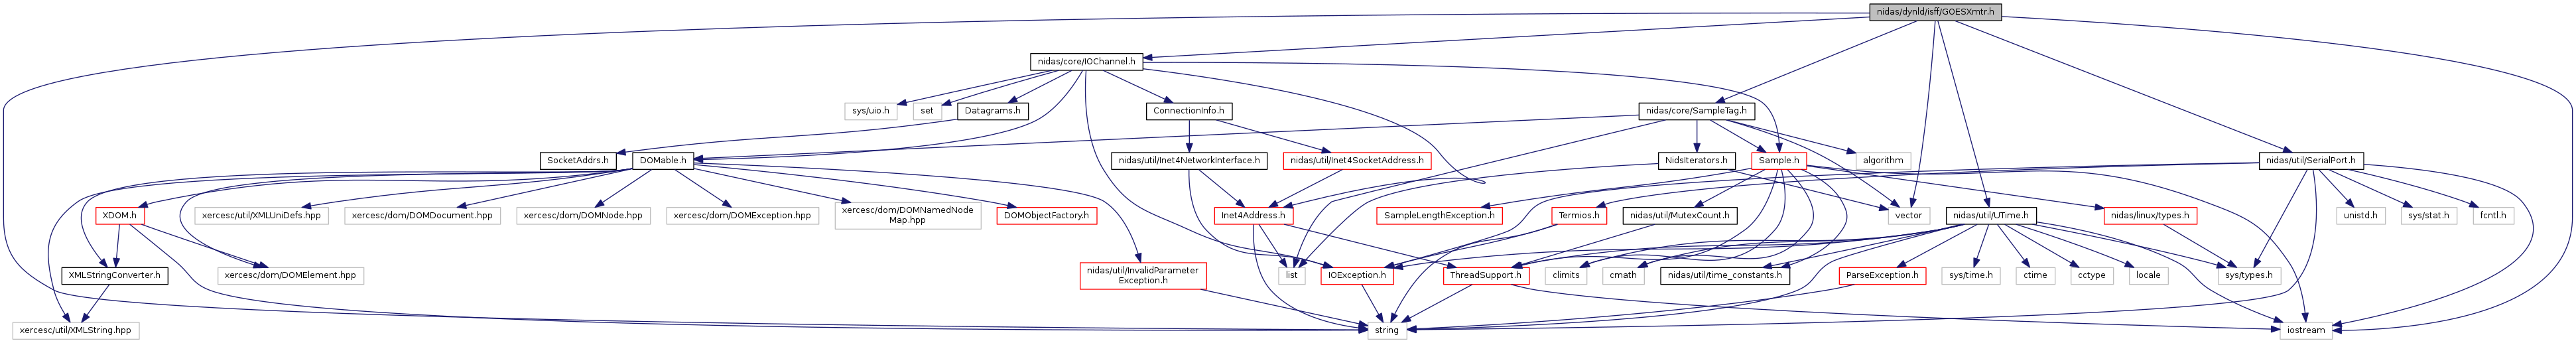 nidas/dynld/isff/GOESXmtr.h
nidas/core/IOChannel.h
sys/uio.h
set
Datagrams.h
ConnectionInfo.h
nidas/core/SampleTag.h
SocketAddrs.h
DOMable.h
nidas/util/Inet4NetworkInterface.h
nidas/util/Inet4SocketAddress.h
NidsIterators.h
Sample.h
algorithm
nidas/util/SerialPort.h
XDOM.h
xercesc/util/XMLUniDefs.hpp
xercesc/dom/DOMDocument.hpp
xercesc/dom/DOMNode.hpp
xercesc/dom/DOMException.hpp
xercesc/dom/DOMNamedNode
Map.hpp
DOMObjectFactory.h
Inet4Address.h
SampleLengthException.h
Termios.h
nidas/util/MutexCount.h
vector
nidas/util/UTime.h
nidas/linux/types.h
unistd.h
sys/stat.h
fcntl.h
XMLStringConverter.h
xercesc/dom/DOMElement.hpp
nidas/util/InvalidParameter
Exception.h
list
IOException.h
ThreadSupport.h
climits
cmath
nidas/util/time_constants.h
ParseException.h
sys/time.h
ctime
cctype
locale
sys/types.h
xercesc/util/XMLString.hpp
string
iostream